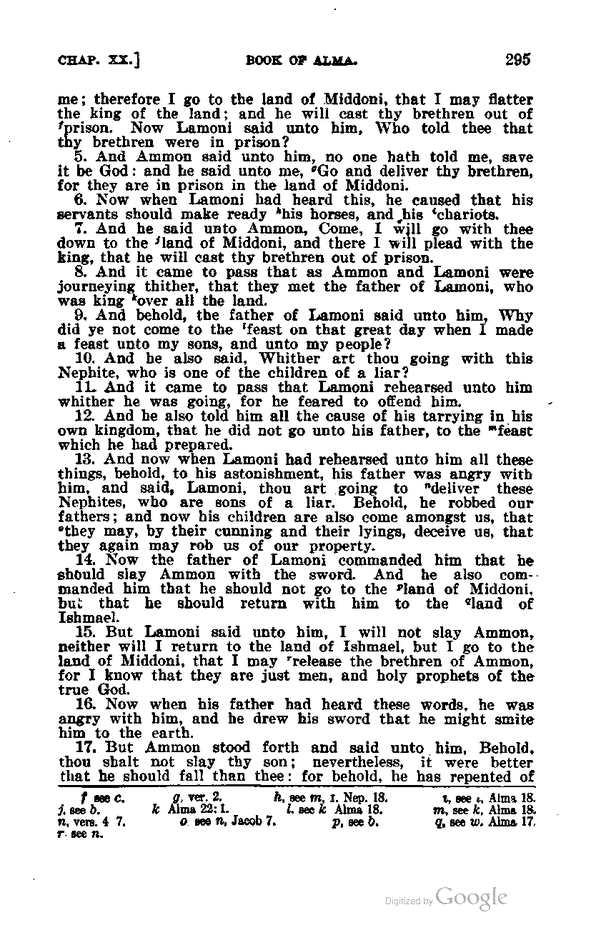 CHAP. XX.] BOOK OF ALMA. 295
me; therefore I go to the land of Middoni, that I may flatter
the king of the land; and he will cast thy brethren out of
ᶠprison. Now Lamoni said unto him, Who told thee that
thy brethren were in prison?
5. And Ammon said unto him, no one hath told me, save
it be God: and he said unto me, ᵍGo and deliver thy brethren,
for they are in prison in the land of Middoni.
6. Now when Lamoni had heard this, he caused that his
servants should make ready ʰhis horses, and his ⁱchariots.
7. And he said unto Ammon, Come, I will go with thee
down to the ʲland of Middoni, and there I will plead with the
king, that he will cast thy brethren out of prison.
8. And it came to pass that as Ammon and Lamoni were
journeying thither, that they met the father of Lamoni, who
was king ᵏover all the land.
9. And behold, the father of Lamoni said unto him, Why
did ye not come to the ˡfeast on that great day when I made
a feast unto my sons, and unto my people?
10. And he also said, Whither art thou going with this
Nephite, who is one of the children of a liar?
11. And it came to pass that Lamoni rehearsed unto him
whither he was going, for he feared to offend him.
12. And he also told him all the cause of his tarrying in his
own kingdom, that he did not go unto his father, to the ᵐfeast
which he had prepared.
13. And now when Lamoni had rehearsed unto him all these
things, behold, to his astonishment, his father was angry with
him, and said, Lamoni, thou art going to ⁿdeliver these
Nephites, who are sons of a liar. Behold, he robbed our
fathers; and now his children are also come amongst us, that
ᵒthey may, by their cunning and their lyings, deceive us, that
they again may rob us of our property.
14. Now the father of Lamoni commanded him that he
should slay Ammon with the sword. And he also com-
manded him that he should not go to the ᵖland of Middoni,
but that he should return with him to the qland of
Ishmael.
15. But Lamoni said unto him, I will not slay Ammon,
neither will I return to the land of Ishmael, but I go to the
land of Middoni, that I may ʳrelease the brethren of Ammon,
for I know that they are just men, and holy prophets of the
true God.
16. Now when his father had heard these words, he was
angry with him, and he drew his sword that he might smite
him to the earth.
17. But Ammon stood forth and said unto him, Behold,
thou shalt not slay thy son; nevertheless, it were better
that he should fall than thee: for behold, he has repented of
f see c. g, ver. 2. h, see m, 1. Nep. 18. i, see i, Alma 18.
j, see b. k Alma 22:1. l. see k Alma 18. m, see k, Alma 18.
n, vers. 4 7. o see n, Jacob 7. p, see b. q, see w. Alma 17.
r see n.
Digitized by Google